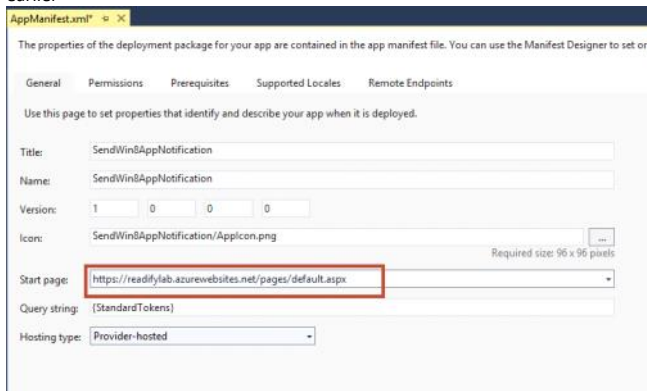 AppManifest.xml*
The properties of the deployment package for your app are contained in the app manifest file. You can use the Manifest Designer to set or
General Permissions Prerequisites Supported Locales Remote Endpoints
Use this page to set properties that identify and describe your app when it is deployed.
Title: SendWin8AppNotification
Name: SendWin8AppNotification
Version: 1 0 0 0
Icon: SendWin8AppNotification/AppIcon.png ...
Required size: 96 x 96 pixels
Start page: https://readifylab.azurewebsites.net/pages/default.aspx
Query string: {StandardTokens}
Hosting type: Provider-hosted